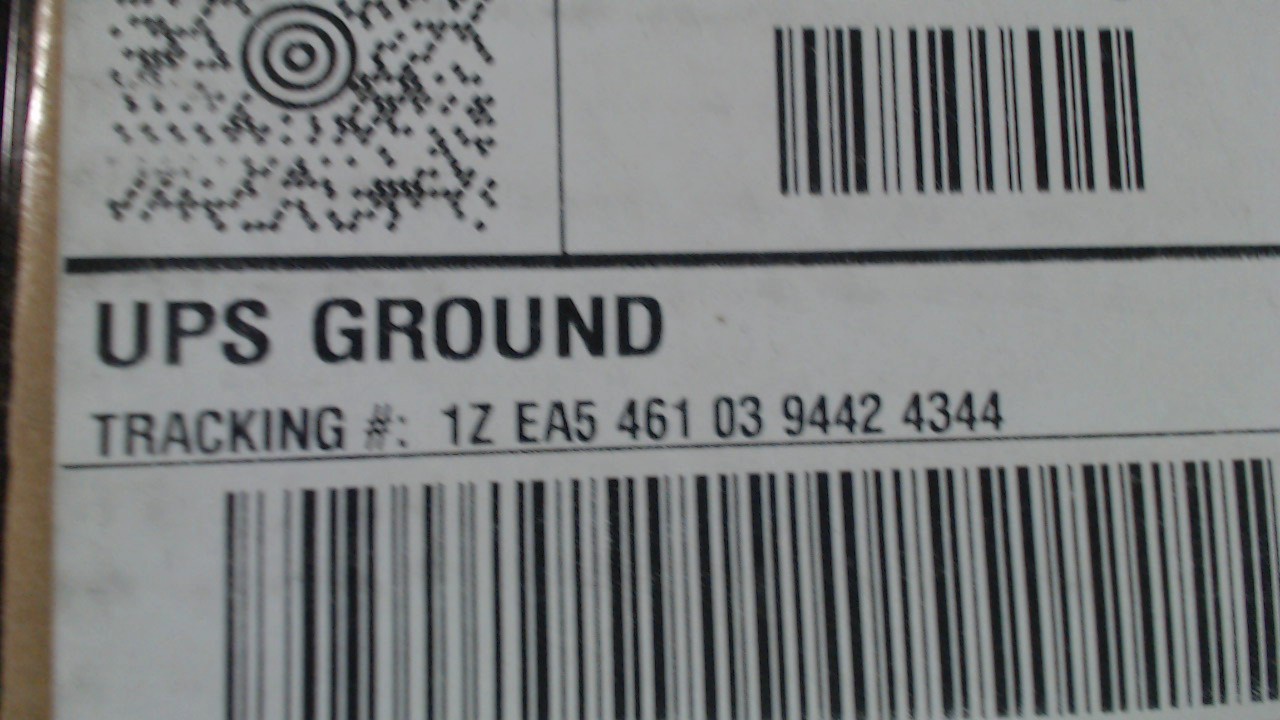 UPS GROUND
TRACKING #: 1Z EA5 461 03 9442 4344